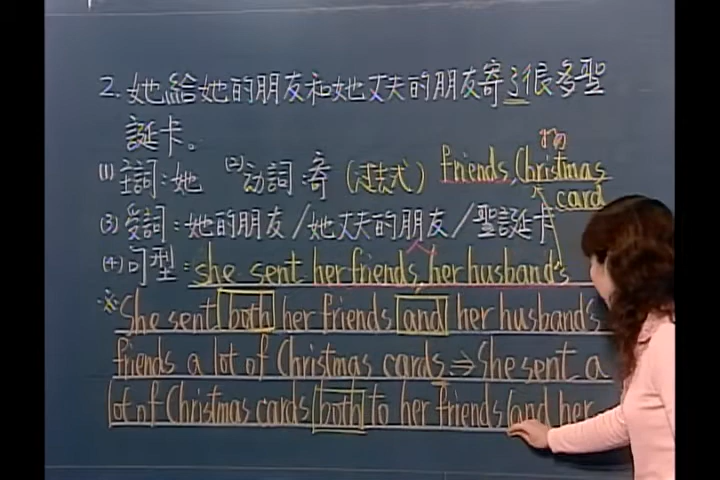 2. 她給她的朋友和她丈夫的朋友寄了很多聖
誕卡。
物
(1) 主詞:她 (2) 动詞:寄 (过去式) friends, Christmas
card
(3) 受詞:她的朋友/她丈夫的朋友/聖誕卡
人
(4) 句型:she sent her friends, her husband's
※ She sent both her friends and her husband's
friends a lot of Christmas cards. ⇒ She sent a
lot of Christmas cards both to her friends and her